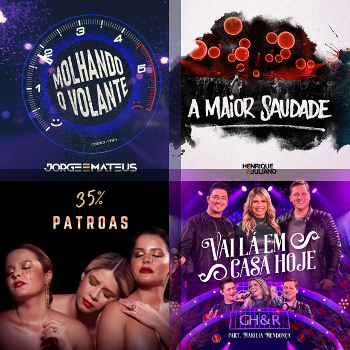 MOLHANDO
O VOLANTE
JORGE E MATEUS
A MAIOR SAUDADE
HENRIQUE
& JULIANO
35%
PATROAS
VAI LÁ EM
CASA HOJE
GH&R
PART. MARÍLIA MENDONÇA